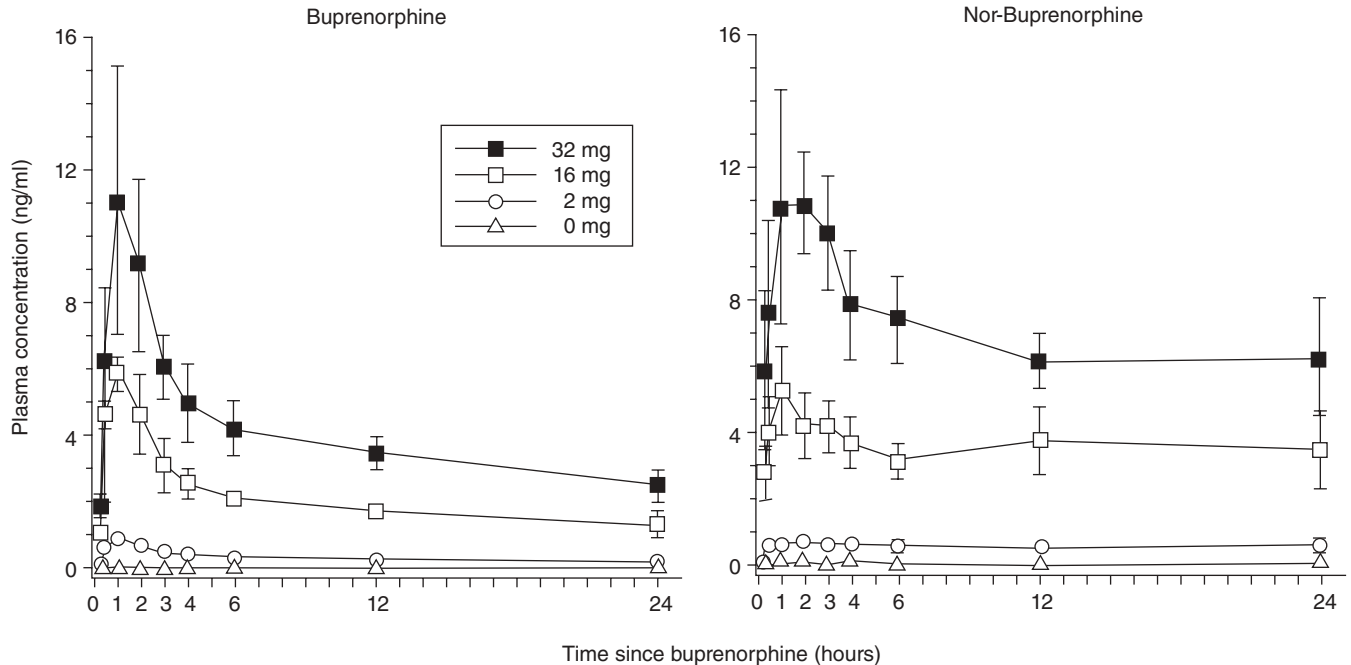 Buprenorphine
Nor-Buprenorphine
Plasma concentration (ng/ml)
16
12
8
4
0
32 mg
16 mg
2 mg
0 mg
0 1 2 3 4 6 12 24
16
12
8
4
0
0 1 2 3 4 6 12 24
Time since buprenorphine (hours)